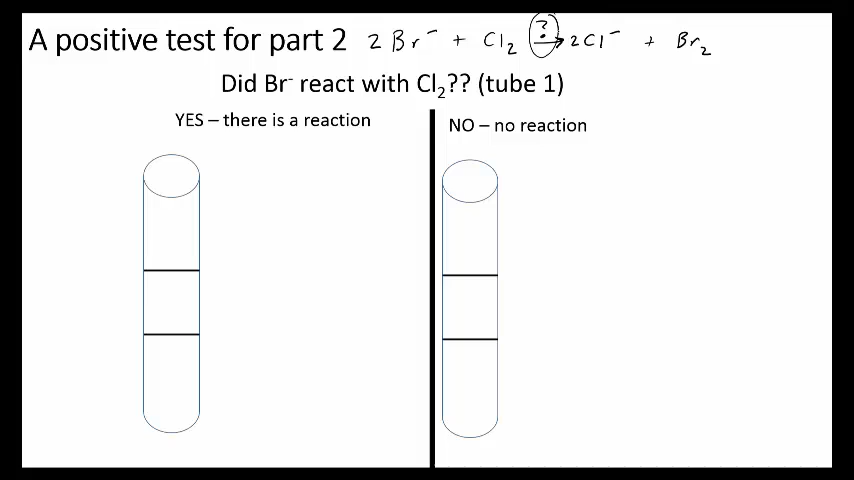 A positive test for part 2 2 Br⁻ + Cl₂ ? → 2Cl⁻ + Br₂
Did Br⁻ react with Cl₂?? (tube 1)
YES – there is a reaction
NO – no reaction